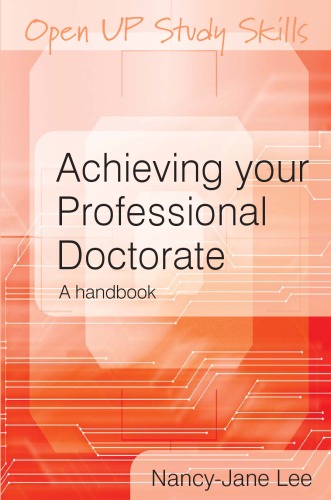 Open UP Study Skills
Achieving your
Professional
Doctorate
A handbook
Nancy-Jane Lee